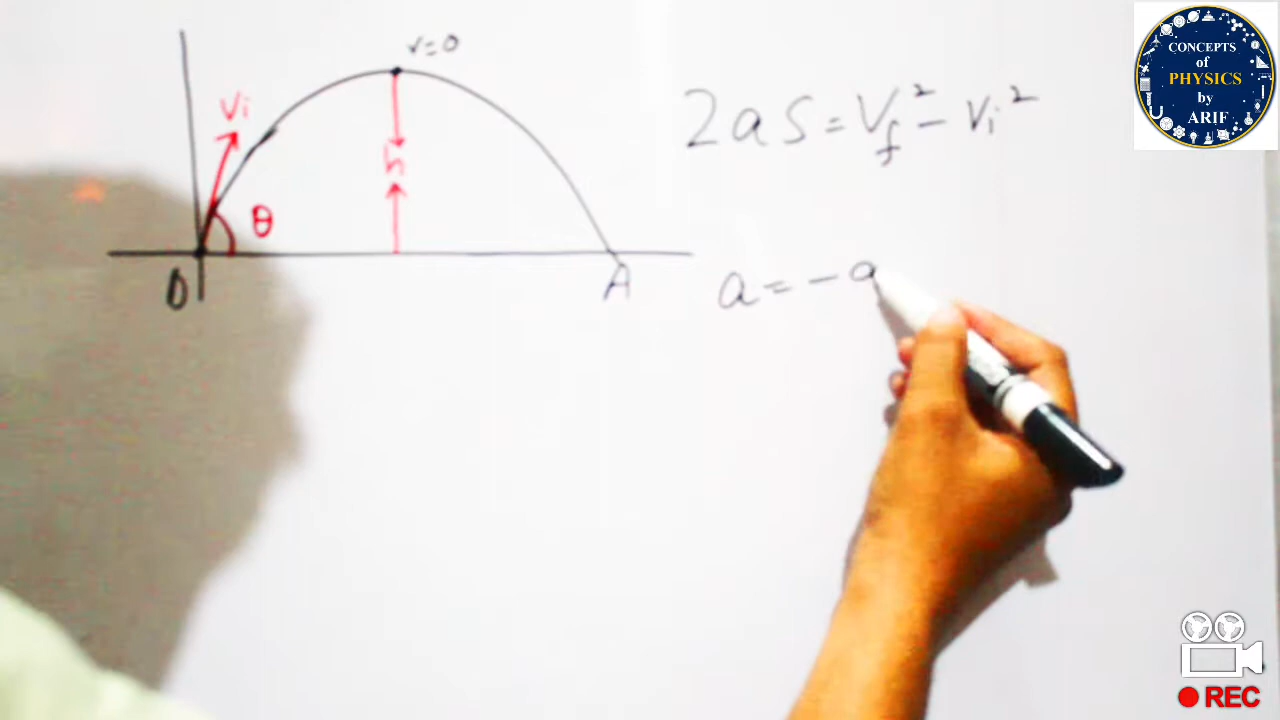 v=0
Vi
h
θ
O
A
2aS = Vf² - Vi²
a = -g
CONCEPTS
of
PHYSICS
by
ARIF
REC